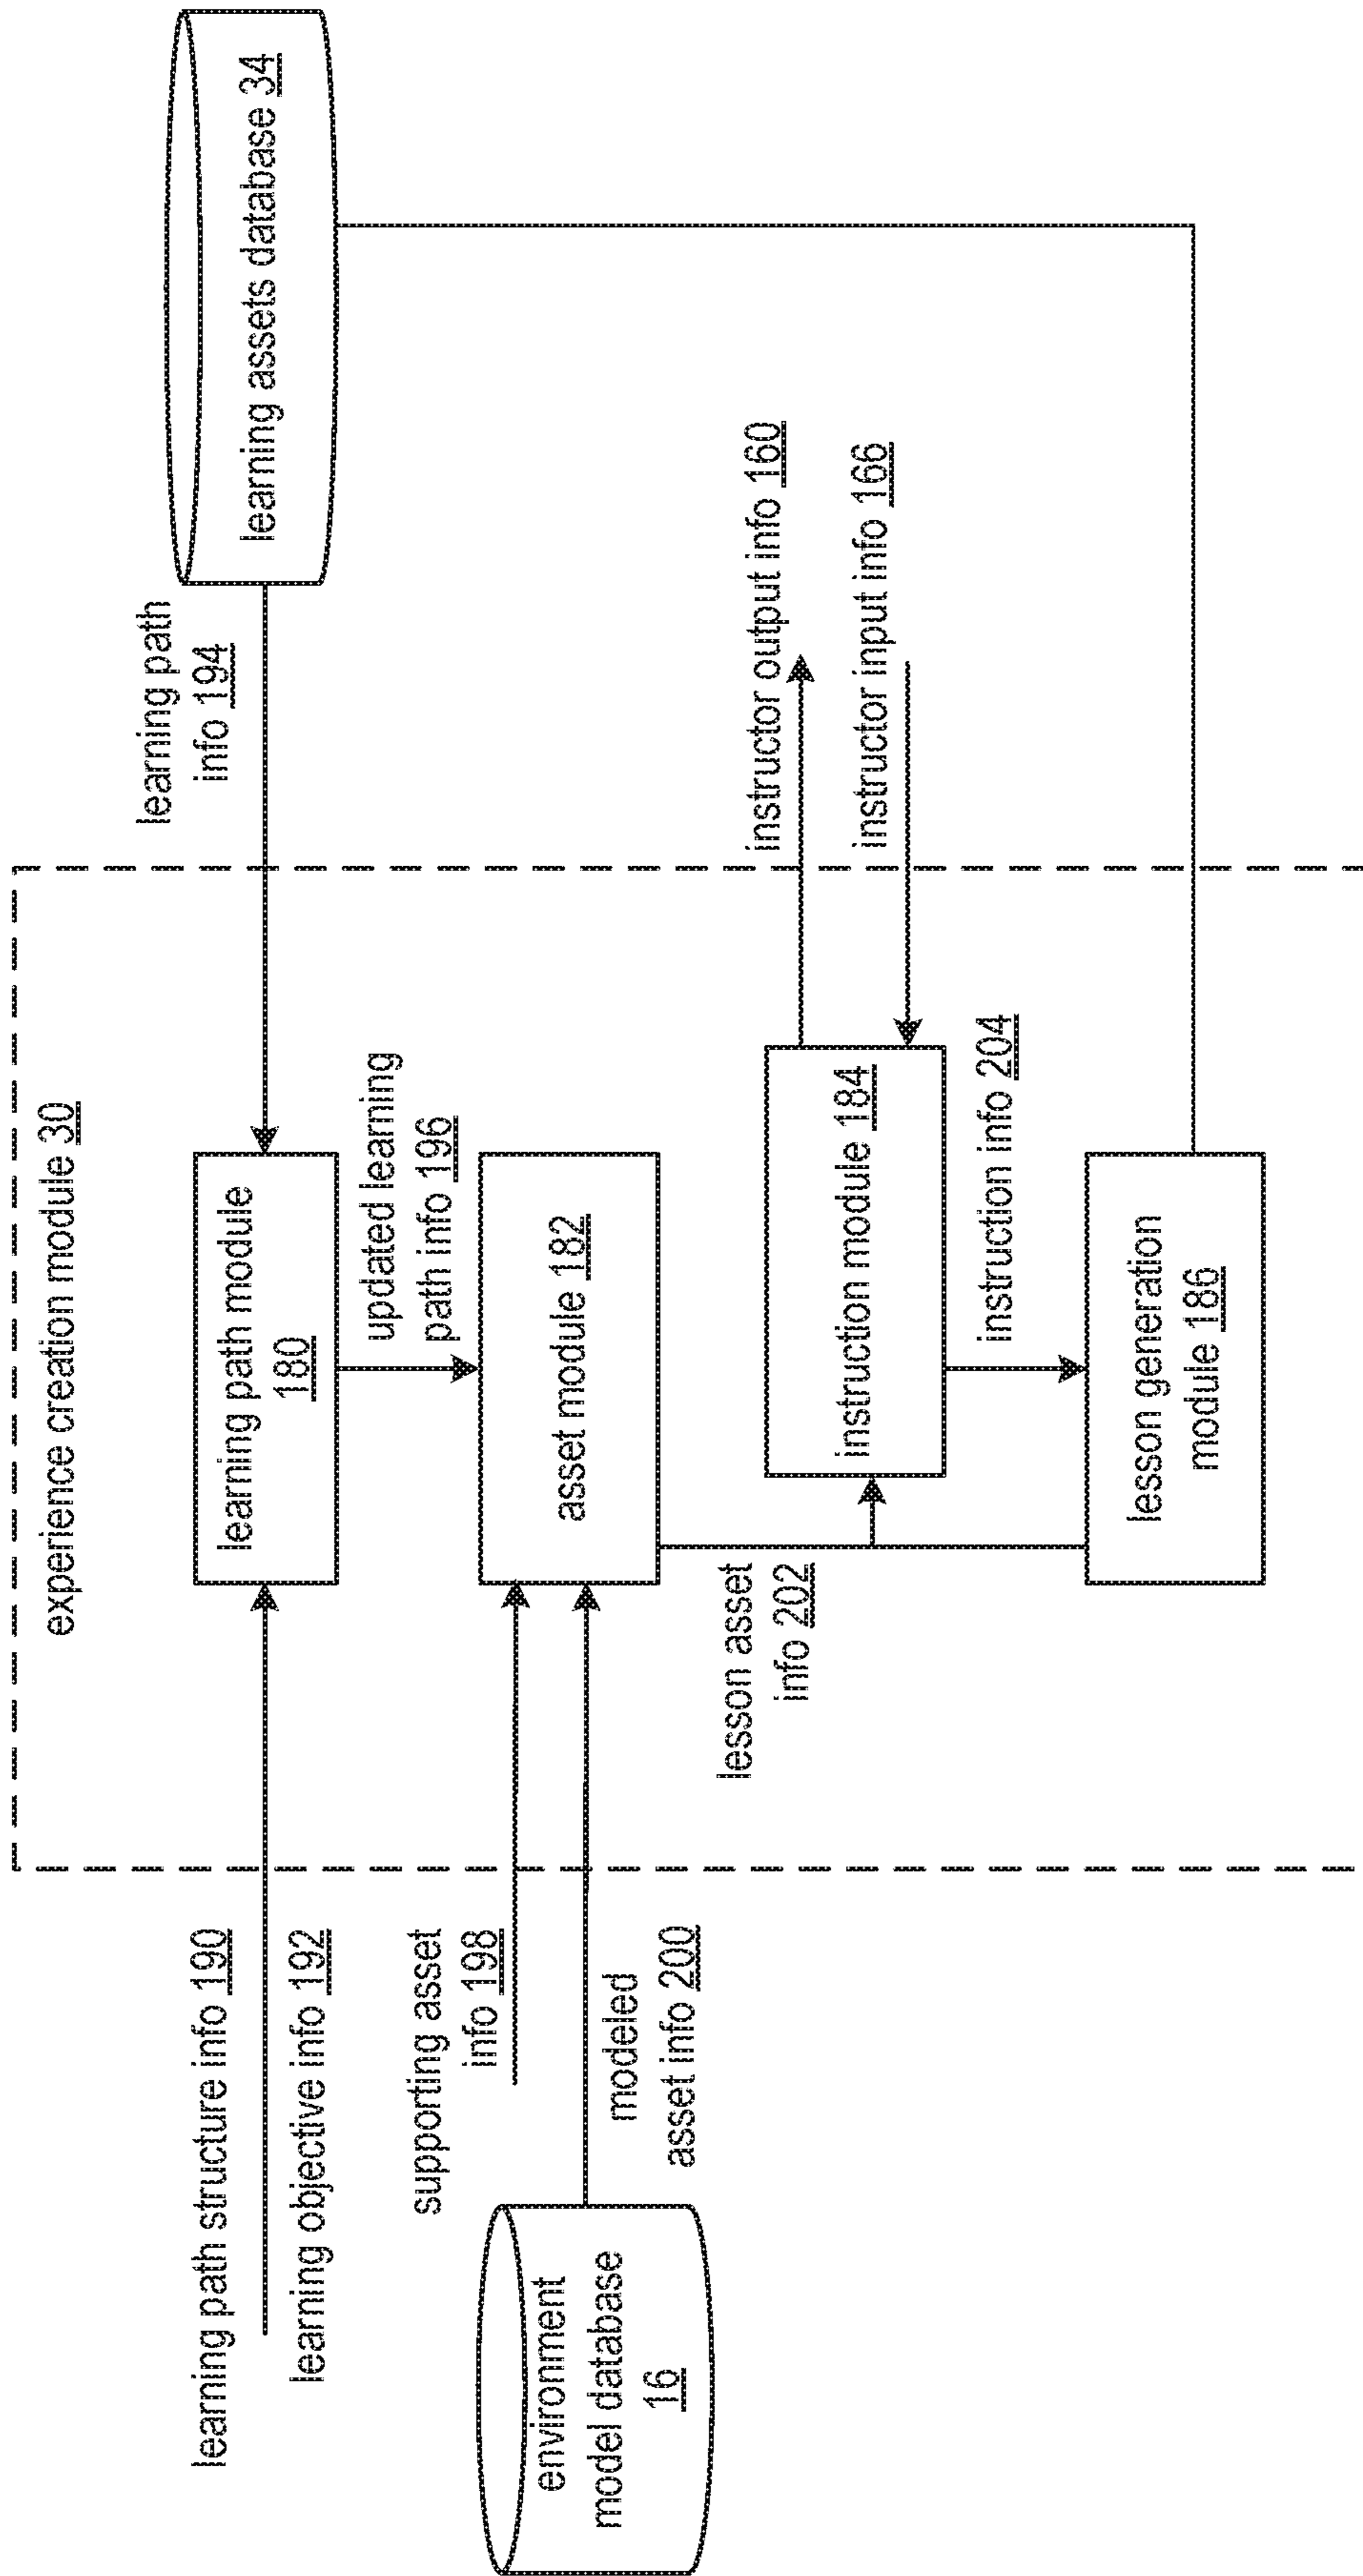 experience creation module 30
learning path structure info 190
learning objective info 192
learning path module
180
learning path
info 194
learning assets database 34
updated learning
path info 196
supporting asset
info 198
asset module 182
environment
model database
16
modeled
asset info 200
lesson asset
info 202
instruction module 184
instructor output info 160
instructor input info 166
instruction info 204
lesson generation
module 186